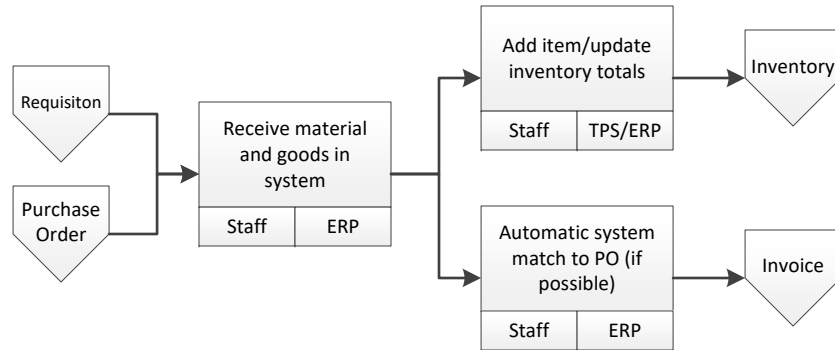 Requisiton
Purchase
Order
Receive material
and goods in
system
Staff
ERP
Add item/update
inventory totals
Staff
TPS/ERP
Inventory
Automatic system
match to PO (if
possible)
Staff
ERP
Invoice